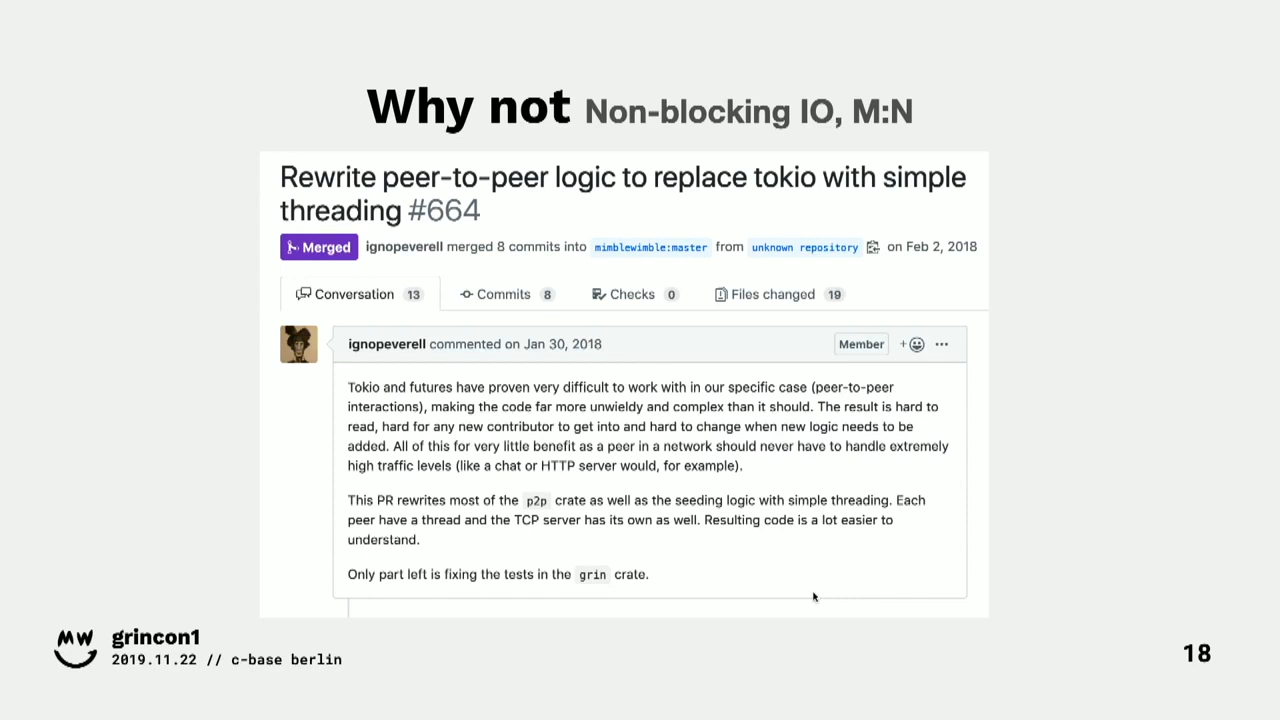 Why not Non-blocking IO, M:N
Rewrite peer-to-peer logic to replace tokio with simple
threading #664
Merged ignopeverell merged 8 commits into mimblewimble:master from unknown repository on Feb 2, 2018
Conversation 13 Commits 8 Checks 0 Files changed 19
ignopeverell commented on Jan 30, 2018 Member + ...
Tokio and futures have proven very difficult to work with in our specific case (peer-to-peer
interactions), making the code far more unwieldy and complex than it should. The result is hard to
read, hard for any new contributor to get into and hard to change when new logic needs to be
added. All of this for very little benefit as a peer in a network should never have to handle extremely
high traffic levels (like a chat or HTTP server would, for example).
This PR rewrites most of the p2p crate as well as the seeding logic with simple threading. Each
peer have a thread and the TCP server has its own as well. Resulting code is a lot easier to
understand.
Only part left is fixing the tests in the grin crate.
MW grincon1
2019.11.22 // c-base berlin
18